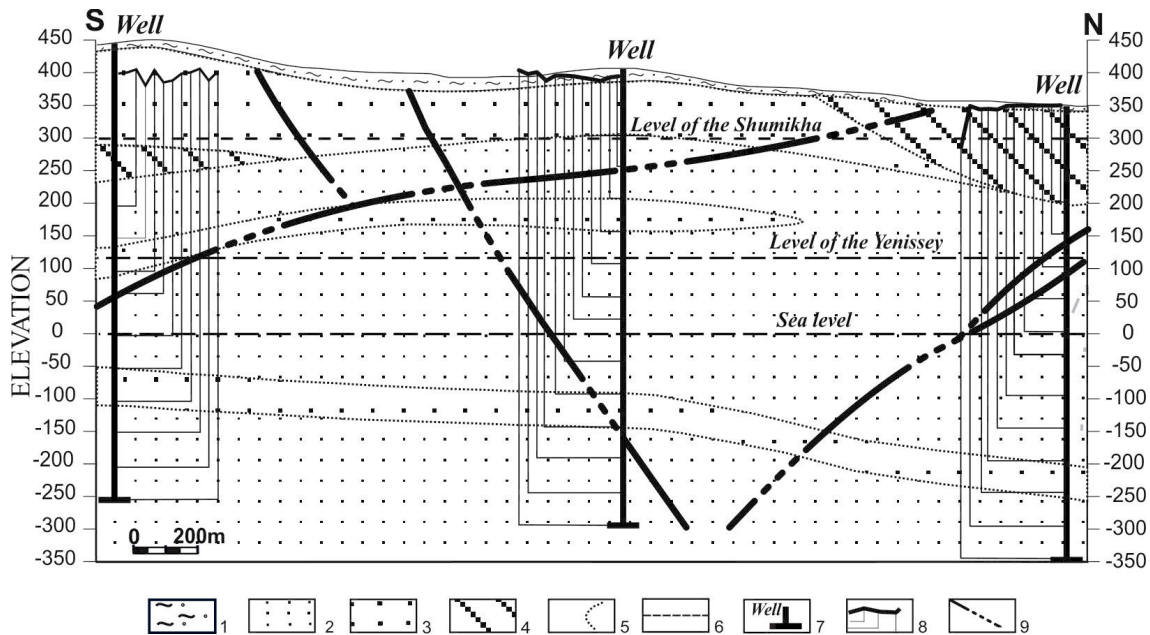 S N
Well
Well
Well
450 450
400 400
350 350
300 300
250 250
200 200
150 150
100 100
50 50
0 0
-50 -50
-100 -100
-150 -150
-200 -200
-250 -250
-300 -300
-350 -350
ELEVATION
Level of the Shumikha
Level of the Yenissey
Sea level
0 200m
1 2 3 4 5 6 Well 7 8 9